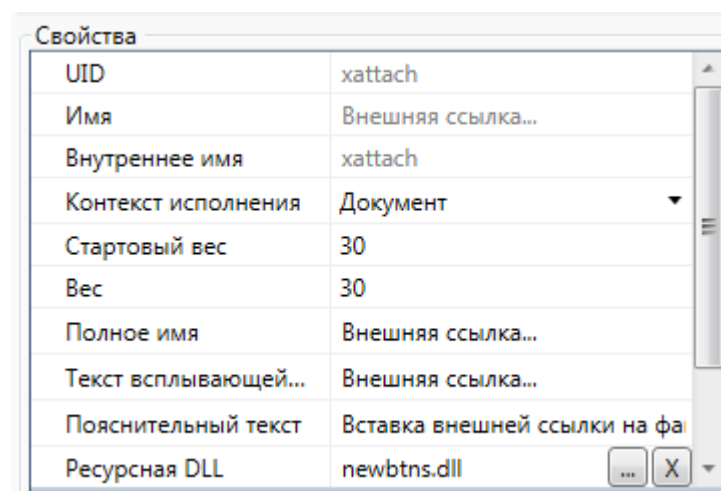 Свойства
UID xattach
Имя Внешняя ссылка...
Внутреннее имя xattach
Контекст исполнения Документ
Стартовый вес 30
Вес 30
Полное имя Внешняя ссылка...
Текст всплывающей... Внешняя ссылка...
Пояснительный текст Вставка внешней ссылки на фа
Ресурсная DLL newbtns.dll ... X